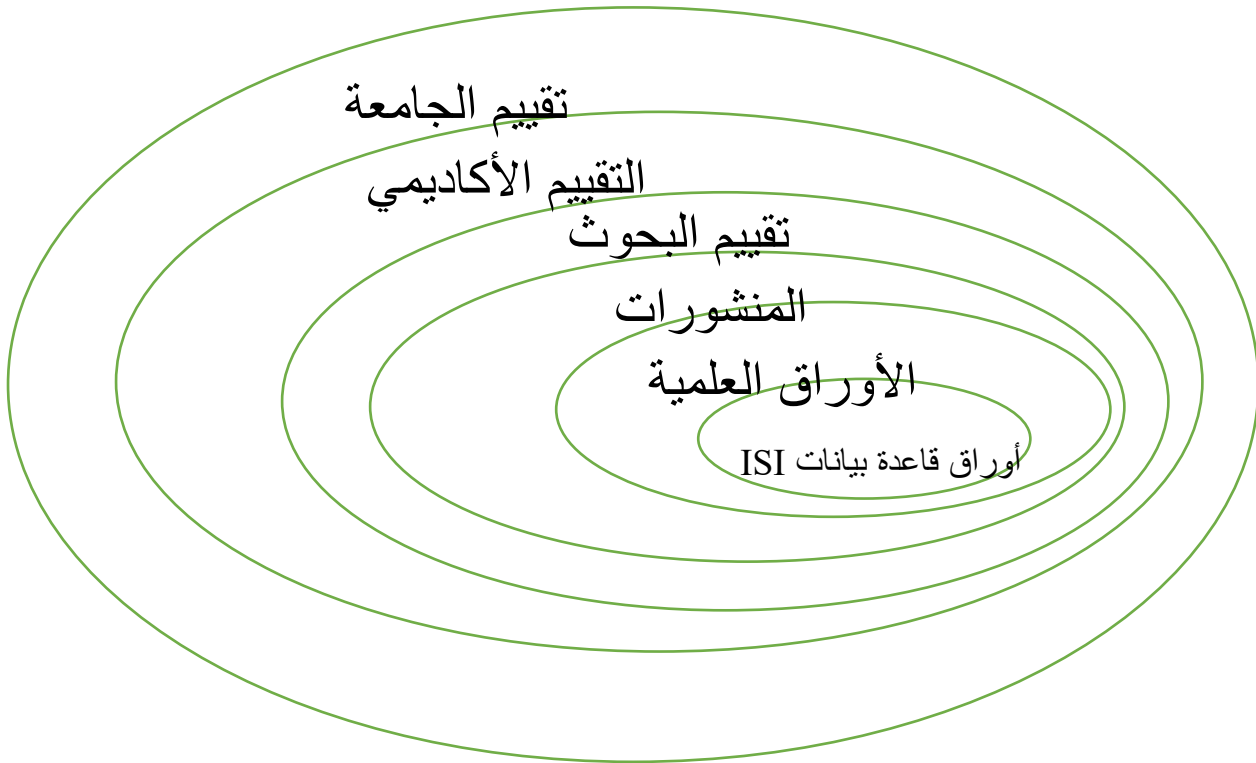 تقييم الجامعة
التقييم الأكاديمي
تقييم البحوث
المنشورات
الأوراق العلمية
أوراق قاعدة بيانات ISI